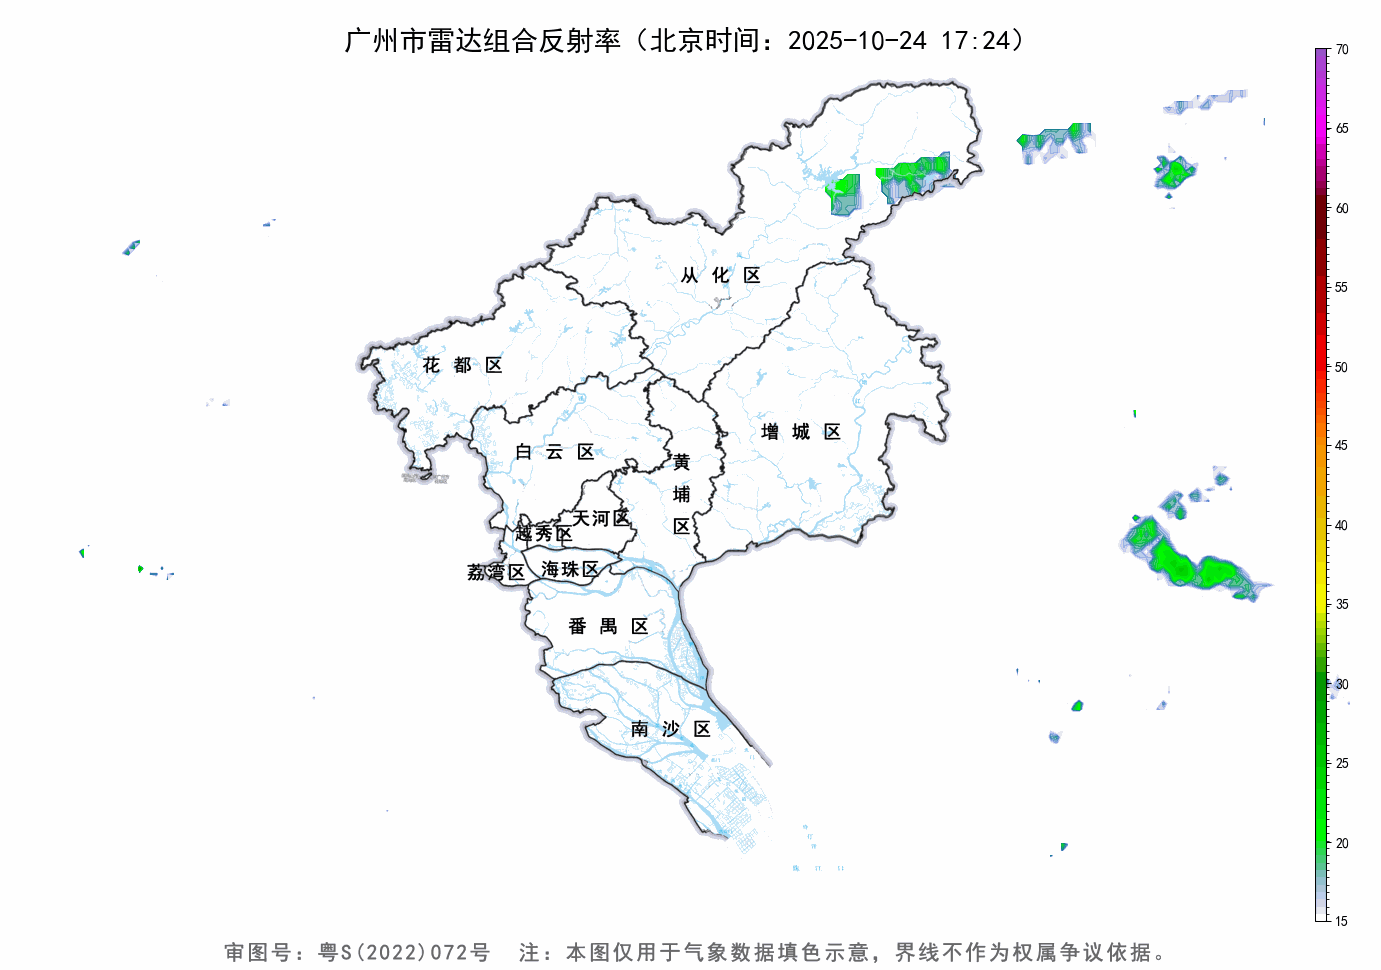 广州市雷达组合反射率（北京时间：2025-10-24 17:24）
70
65
60
55
50
45
40
35
30
25
20
15
从化区
花都区
增城区
白云区
黄埔区
天河区
越秀区
荔湾区
海珠区
番禺区
南沙区
审图号：粤S(2022)072号 注：本图仅用于气象数据填色示意，界线不作为权属争议依据。